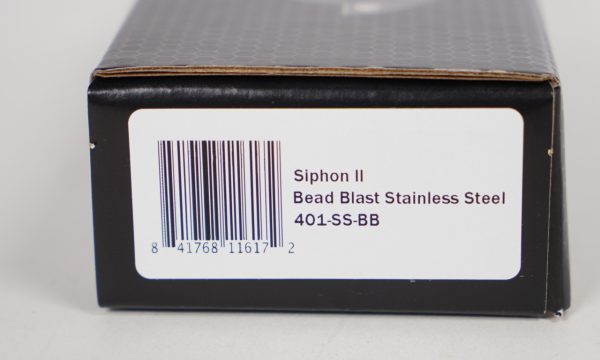 Siphon II
Bead Blast Stainless Steel
401-SS-BB
8 41768 11617 2